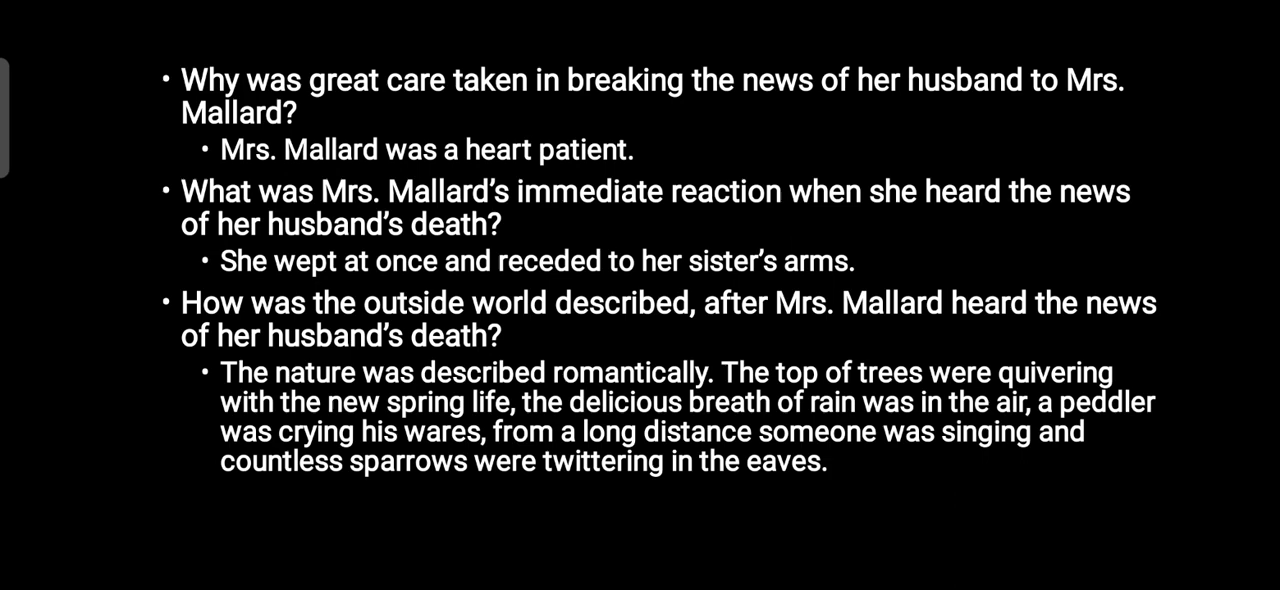 • Why was great care taken in breaking the news of her husband to Mrs.
Mallard?
• Mrs. Mallard was a heart patient.
• What was Mrs. Mallard’s immediate reaction when she heard the news
of her husband’s death?
• She wept at once and receded to her sister’s arms.
• How was the outside world described, after Mrs. Mallard heard the news
of her husband’s death?
• The nature was described romantically. The top of trees were quivering
with the new spring life, the delicious breath of rain was in the air, a peddler
was crying his wares, from a long distance someone was singing and
countless sparrows were twittering in the eaves.